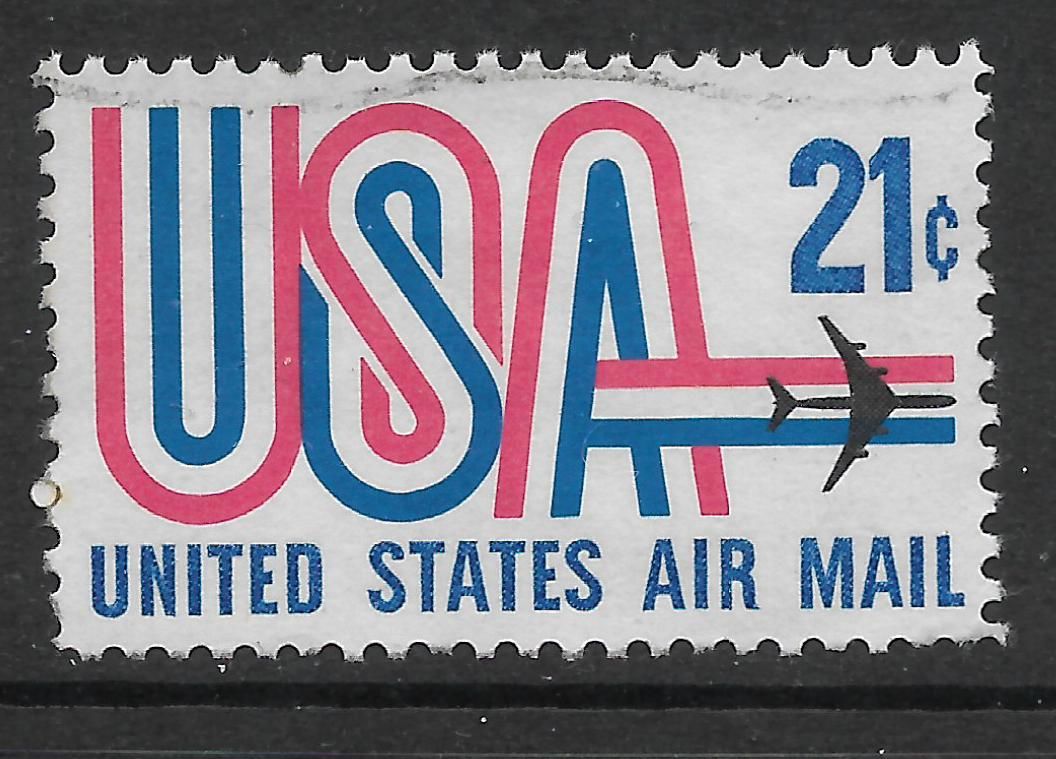 USA
21¢
UNITED STATES AIR MAIL